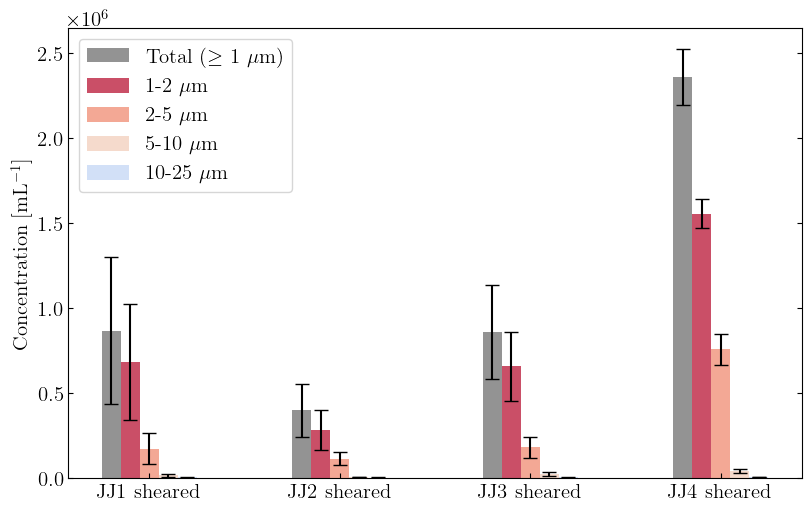 ×10⁶
2.5
2.0
1.5
1.0
0.5
0.0
Concentration [mL⁻¹]
Total (≥ 1 μm)
1-2 μm
2-5 μm
5-10 μm
10-25 μm
JJ1 sheared
JJ2 sheared
JJ3 sheared
JJ4 sheared